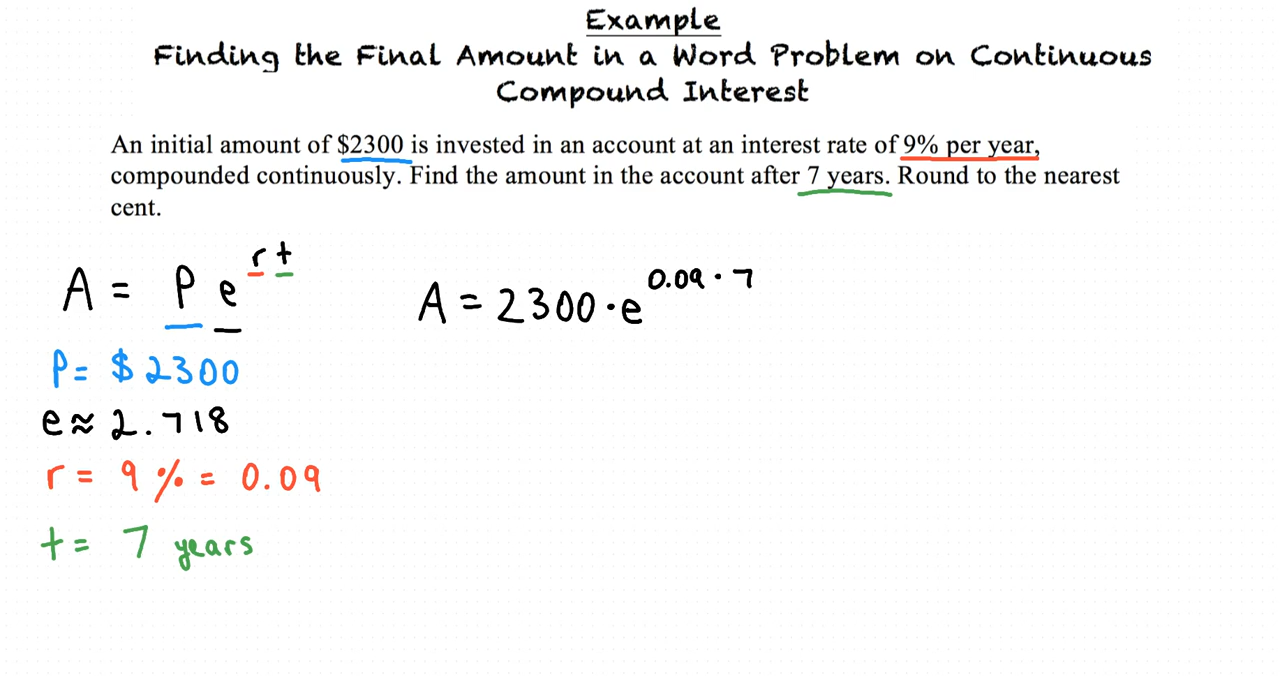 Example
Finding the Final Amount in a Word Problem on Continuous
Compound Interest
An initial amount of $2300 is invested in an account at an interest rate of 9% per year,
compounded continuously. Find the amount in the account after 7 years. Round to the nearest
cent.
A = P e^rt
A = 2300 · e^0.09 · 7
P = $2300
e ≈ 2.718
r = 9% = 0.09
t = 7 years